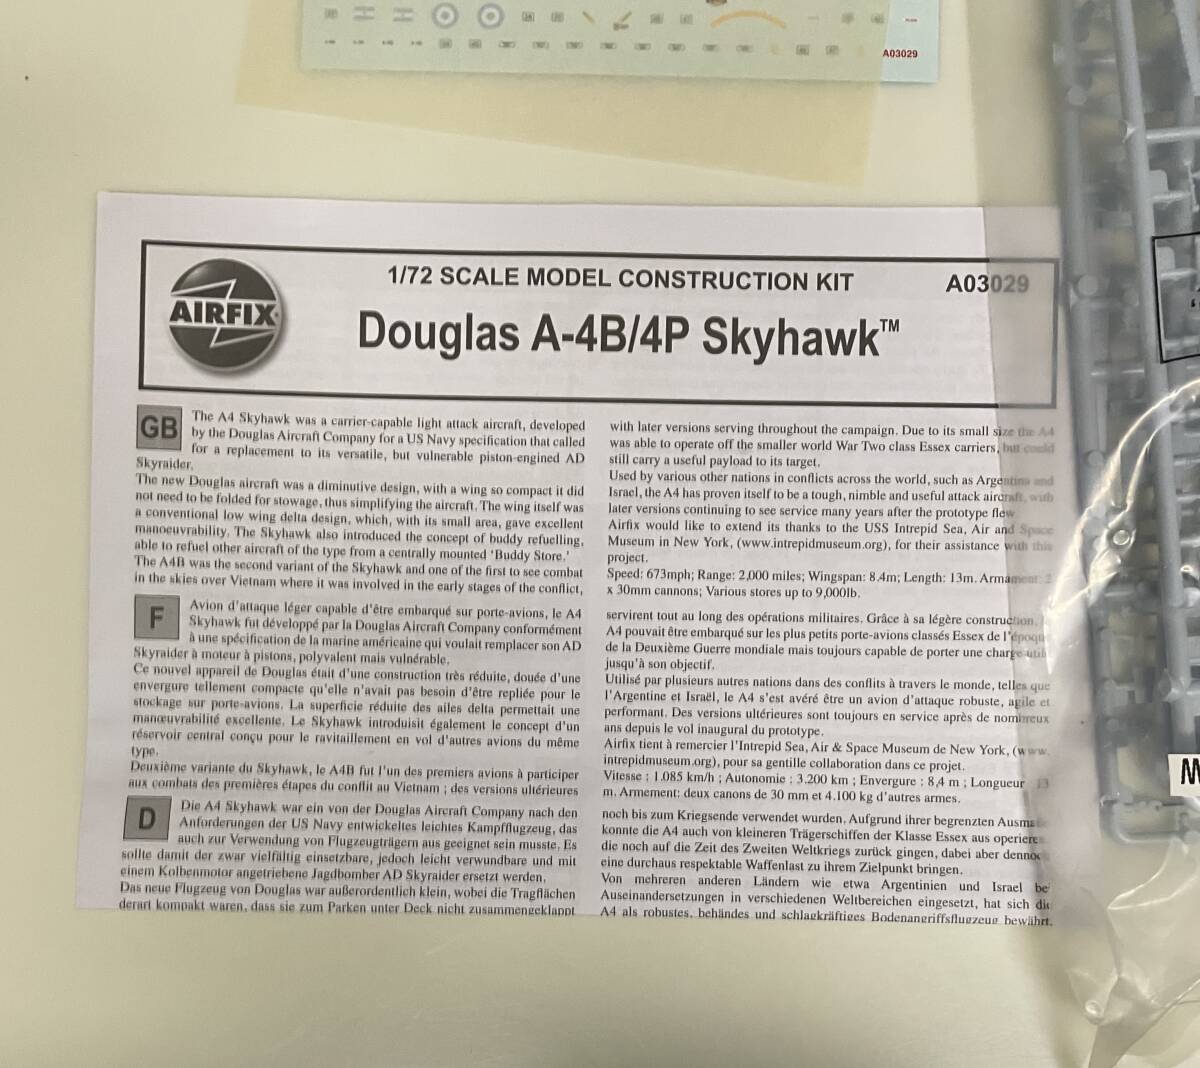 A03029
1/72 SCALE MODEL CONSTRUCTION KIT
A03029
AIRFIX
Douglas A-4B/4P Skyhawk™
GB
The A4 Skyhawk was a carrier-capable light attack aircraft, developed
by the Douglas Aircraft Company for a US Navy specification that called
for a replacement to its versatile, but vulnerable piston-engined AD
Skyraider.
The new Douglas aircraft was a diminutive design, with a wing so compact it did
not need to be folded for stowage, thus simplifying the aircraft. The wing itself was
a conventional low wing delta design, which, with its small area, gave excellent
manoeuvrability. The Skyhawk also introduced the concept of buddy refuelling,
able to refuel other aircraft of the type from a centrally mounted ‘Buddy Store.’
The A4B was the second variant of the Skyhawk and one of the first to see combat
in the skies over Vietnam where it was involved in the early stages of the conflict,
with later versions serving throughout the campaign. Due to its small size the A4
was able to operate off the smaller world War Two class Essex carriers, but could
still carry a useful payload to its target.
Used by various other nations in conflicts across the world, such as Argentina and
Israel, the A4 has proven itself to be a tough, nimble and useful attack aircraft, with
later versions continuing to see service many years after the prototype flew
Airfix would like to extend its thanks to the USS Intrepid Sea, Air and Space
Museum in New York, (www.intrepidmuseum.org), for their assistance with this
project.
Speed: 673mph; Range: 2,000 miles; Wingspan: 8.4m; Length: 13m. Armament: 2
x 30mm cannons; Various stores up to 9,000lb.
F
Avion d’attaque léger capable d’être embarqué sur porte-avions, le A4
Skyhawk fut développé par la Douglas Aircraft Company conformément
à une spécification de la marine américaine qui voulait remplacer son AD
Skyraider à moteur à pistons, polyvalent mais vulnérable.
Ce nouvel appareil de Douglas était d’une construction très réduite, douée d’une
envergure tellement compacte qu’elle n’avait pas besoin d’être repliée pour le
stockage sur porte-avions. La superficie réduite des ailes delta permettait une
manœuvrabilité excellente. Le Skyhawk introduisit également le concept d’un
réservoir central conçu pour le ravitaillement en vol d’autres avions du même
type.
Deuxième variante du Skyhawk, le A4B fut l’un des premiers avions à participer
aux combats des premières étapes du conflit au Vietnam ; des versions ultérieures
servirent tout au long des opérations militaires. Grâce à sa légère construction,
A4 pouvait être embarqué sur les plus petits porte-avions classés Essex de l’époque
de la Deuxième Guerre mondiale mais toujours capable de porter une charge utile
jusqu’à son objectif.
Utilisé par plusieurs autres nations dans des conflits à travers le monde, telles que
l’Argentine et Israël, le A4 s’est avéré être un avion d’attaque robuste, agile et
performant. Des versions ultérieures sont toujours en service après de nombreux
ans depuis le vol inaugural du prototype.
Airfix tient à remercier l’Intrepid Sea, Air & Space Museum de New York, (www.
intrepidmuseum.org), pour sa gentille collaboration dans ce projet.
Vitesse : 1.085 km/h ; Autonomie : 3.200 km ; Envergure : 8,4 m ; Longueur 13
m. Armement: deux canons de 30 mm et 4.100 kg d’autres armes.
D
Die A4 Skyhawk war ein von der Douglas Aircraft Company nach den
Anforderungen der US Navy entwickeltes leichtes Kampfflugzeug, das
auch zur Verwendung von Flugzeugträgern aus geeignet sein musste. Es
sollte damit der zwar vielfältig einsetzbare, jedoch leicht verwundbare und mit
einem Kolbenmotor angetriebene Jagdbomber AD Skyraider ersetzt werden.
Das neue Flugzeug von Douglas war außerordentlich klein, wobei die Tragflächen
derart kompakt waren, dass sie zum Parken unter Deck nicht zusammengeklappt
noch bis zum Kriegsende verwendet wurden. Aufgrund ihrer begrenzten Ausma
konnte die A4 auch von kleineren Trägerschiffen der Klasse Essex aus operiere
die noch auf die Zeit des Zweiten Weltkriegs zurück gingen, dabei aber dennoc
eine durchaus respektable Waffenlast zu ihrem Zielpunkt bringen.
Von mehreren anderen Ländern wie etwa Argentinien und Israel be
Auseinandersetzungen in verschiedenen Weltbereichen eingesetzt, hat sich die
A4 als robustes, behändes und schlagkräftiges Bodenangriffsflugzeug bewährt.